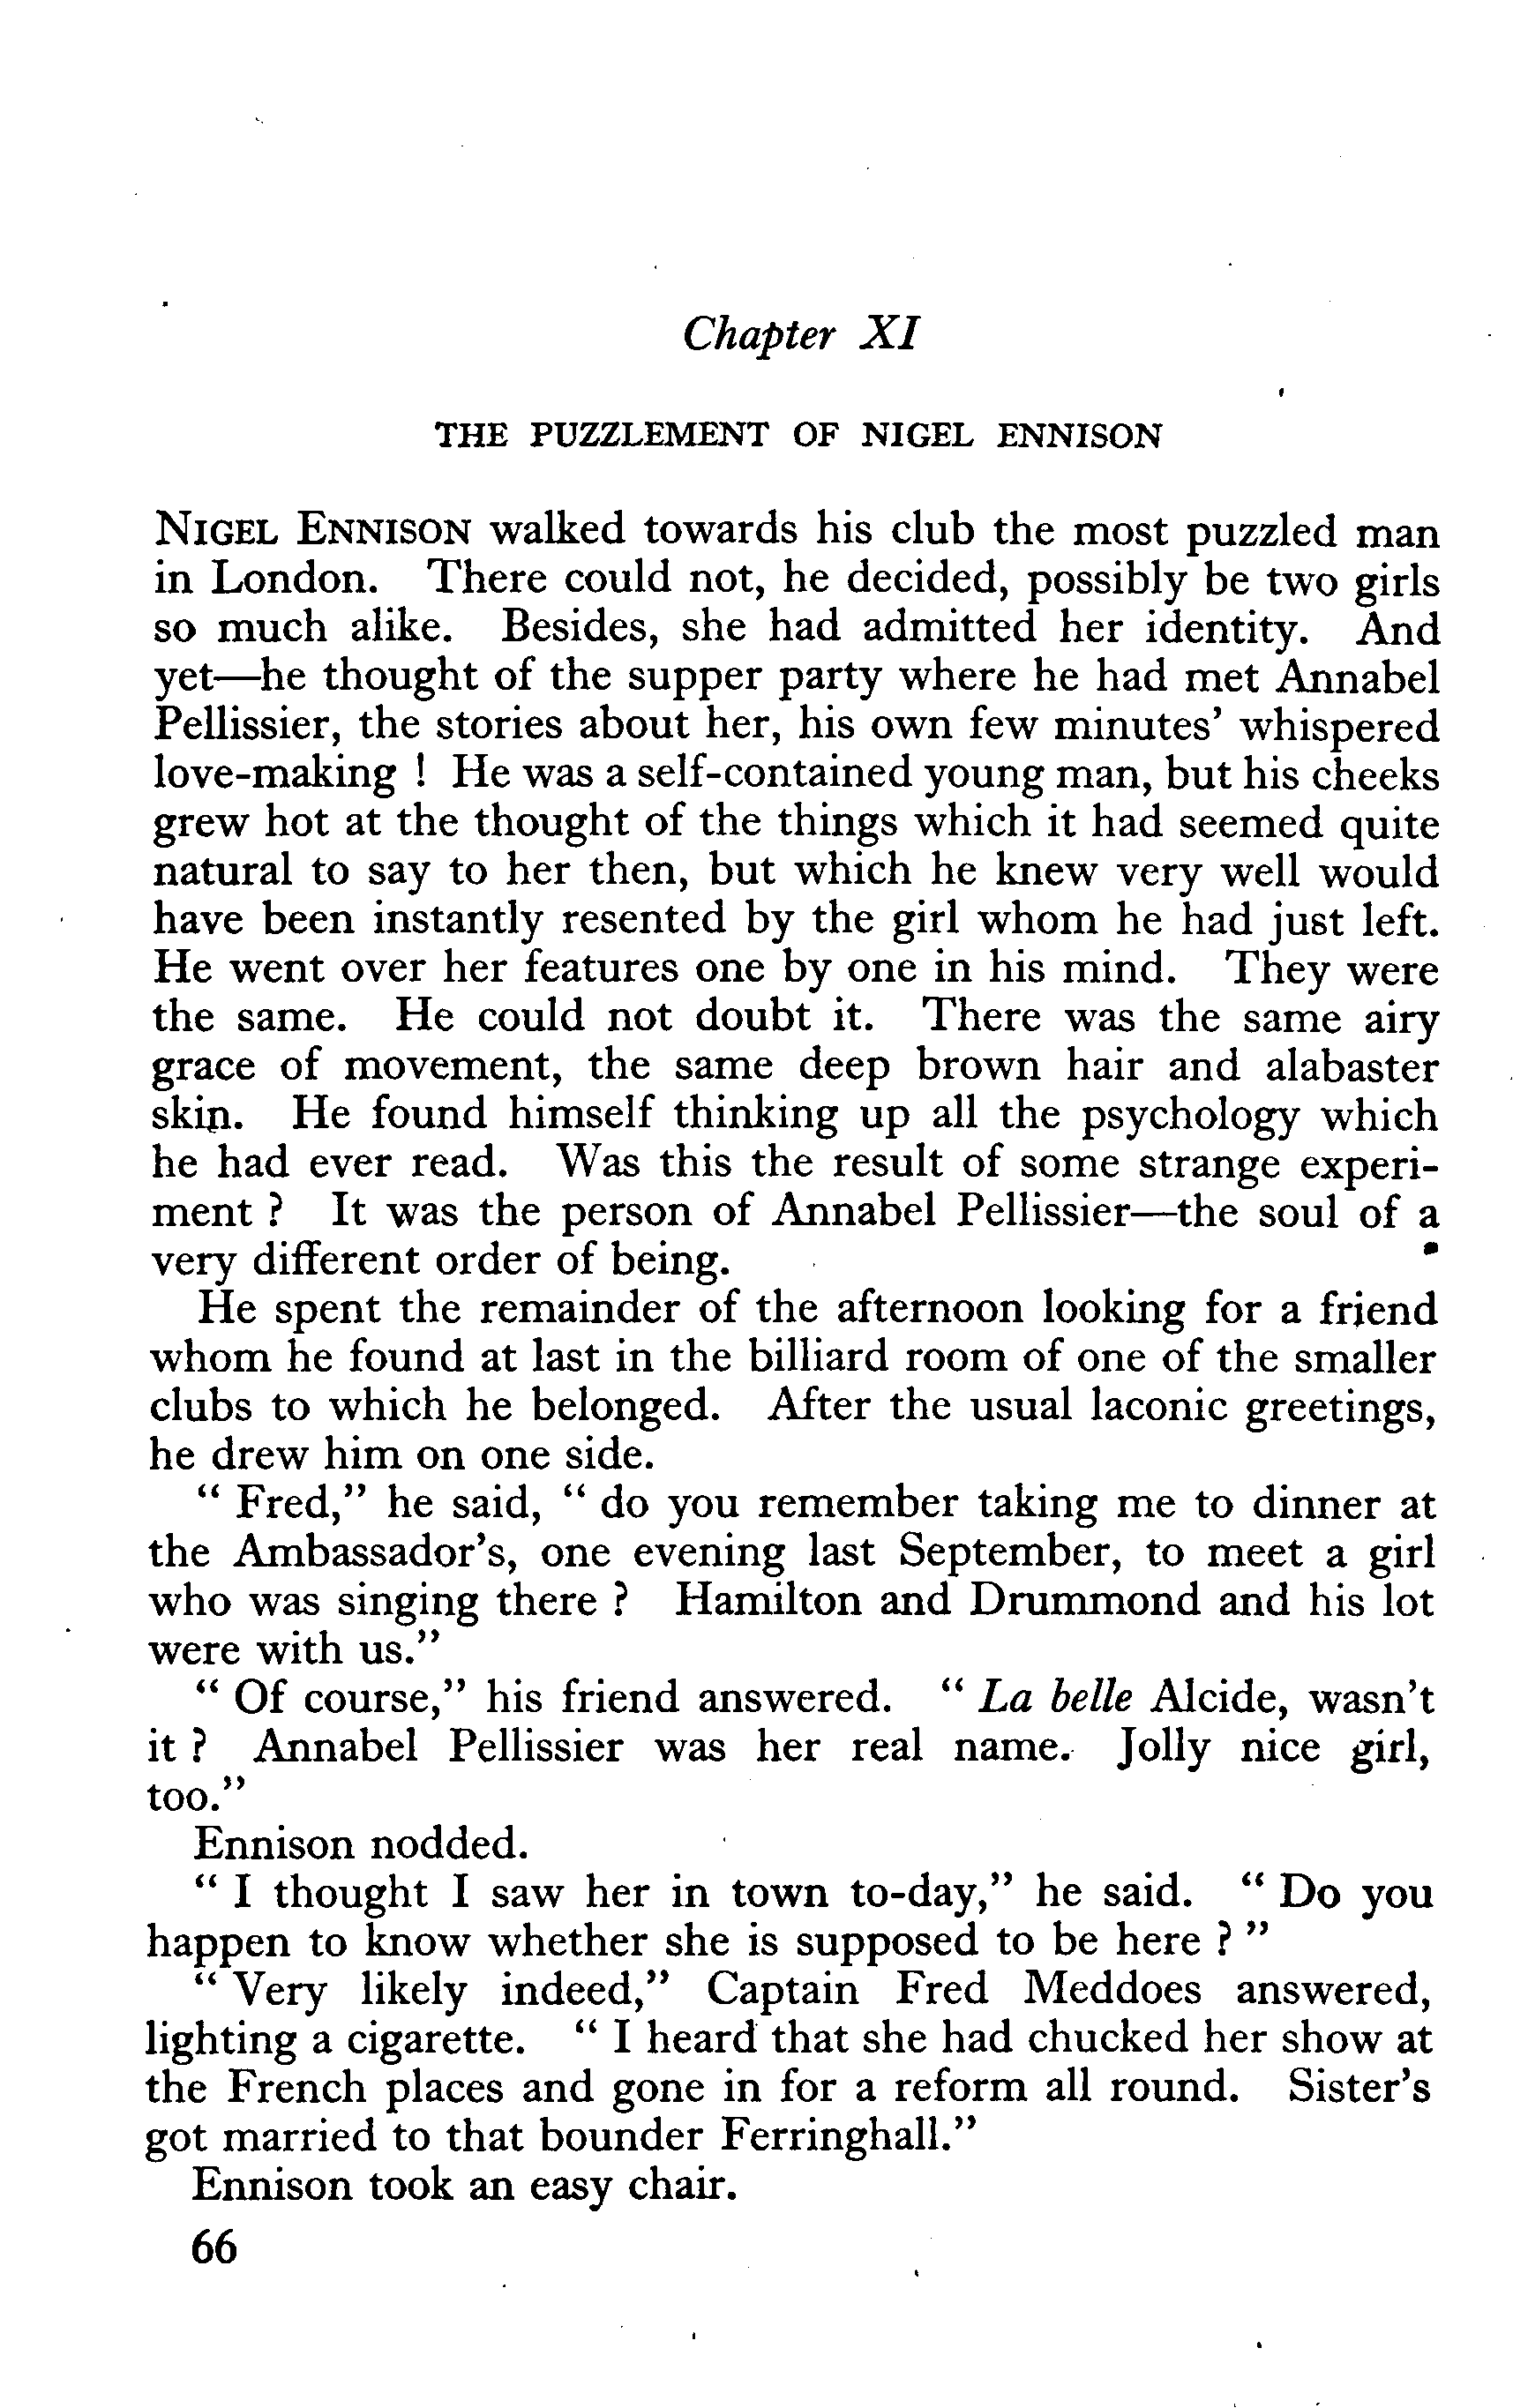 Chapter XI
THE PUZZLEMENT OF NIGEL ENNISON
NIGEL ENNISON walked towards his club the most puzzled man
in London. There could not, he decided, possibly be two girls
so much alike. Besides, she had admitted her identity. And
yet—he thought of the supper party where he had met Annabel
Pellissier, the stories about her, his own few minutes' whispered
love-making ! He was a self-contained young man, but his cheeks
grew hot at the thought of the things which it had seemed quite
natural to say to her then, but which he knew very well would
have been instantly resented by the girl whom he had just left.
He went over her features one by one in his mind. They were
the same. He could not doubt it. There was the same airy
grace of movement, the same deep brown hair and alabaster
skin. He found himself thinking up all the psychology which
he had ever read. Was this the result of some strange experi-
ment ? It was the person of Annabel Pellissier—the soul of a
very different order of being.
He spent the remainder of the afternoon looking for a friend
whom he found at last in the billiard room of one of the smaller
clubs to which he belonged. After the usual laconic greetings,
he drew him on one side.
" Fred," he said, " do you remember taking me to dinner at
the Ambassador's, one evening last September, to meet a girl
who was singing there ? Hamilton and Drummond and his lot
were with us."
" Of course," his friend answered. " La belle Alcide, wasn't
it ? Annabel Pellissier was her real name. Jolly nice girl,
too."
Ennison nodded.
" I thought I saw her in town to-day," he said. " Do you
happen to know whether she is supposed to be here ? "
" Very likely indeed," Captain Fred Meddoes answered,
lighting a cigarette. " I heard that she had chucked her show at
the French places and gone in for a reform all round. Sister's
got married to that bounder Ferringhall."
Ennison took an easy chair.
66